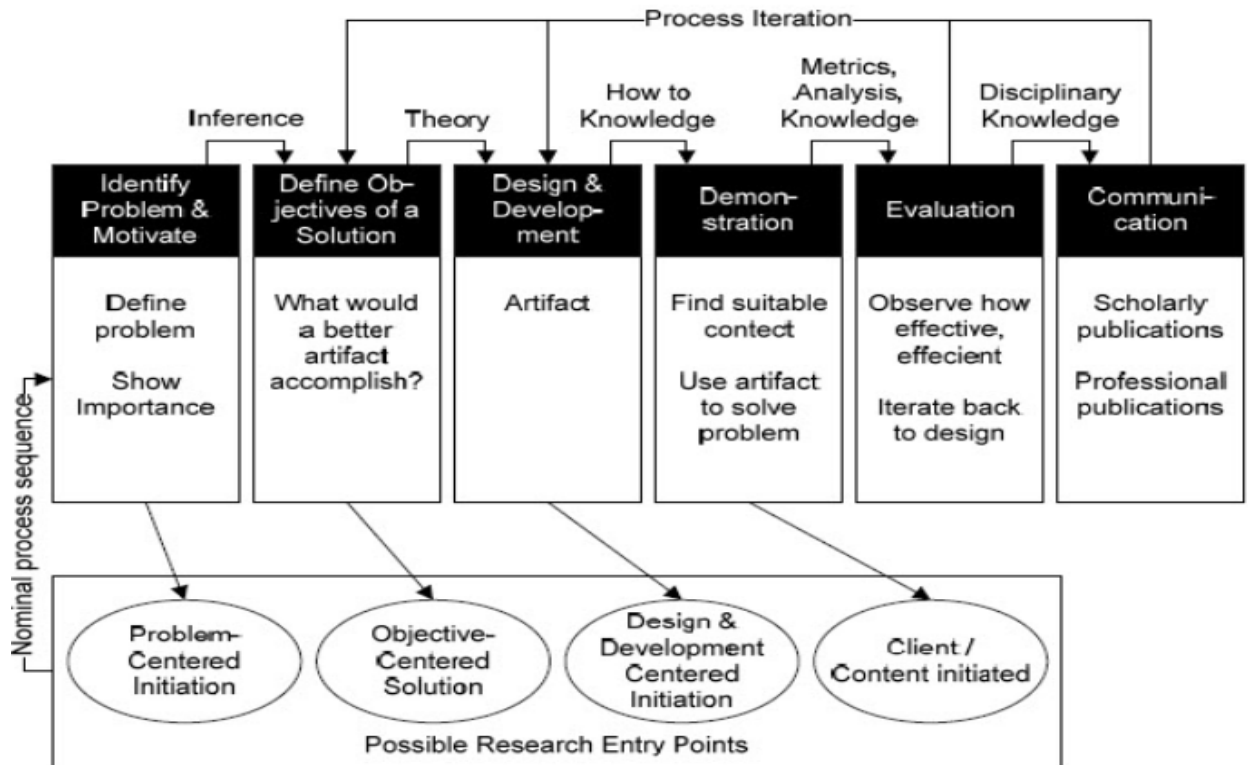 Process Iteration
Inference
Theory
How to
Knowledge
Metrics,
Analysis,
Knowledge
Disciplinary
Knowledge
Identify
Problem &
Motivate
Define
problem
Show
Importance
Define Ob-
jectives of a
Solution
What would
a better
artifact
accomplish?
Design &
Develop-
ment
Artifact
Demon-
stration
Find suitable
contect
Use artifact
to solve
problem
Evaluation
Observe how
effective,
effecient
Iterate back
to design
Communi-
cation
Scholarly
publications
Professional
publications
Nominal process sequence
Problem-
Centered
Initiation
Objective-
Centered
Solution
Design &
Development
Centered
Initiation
Client /
Content initiated
Possible Research Entry Points